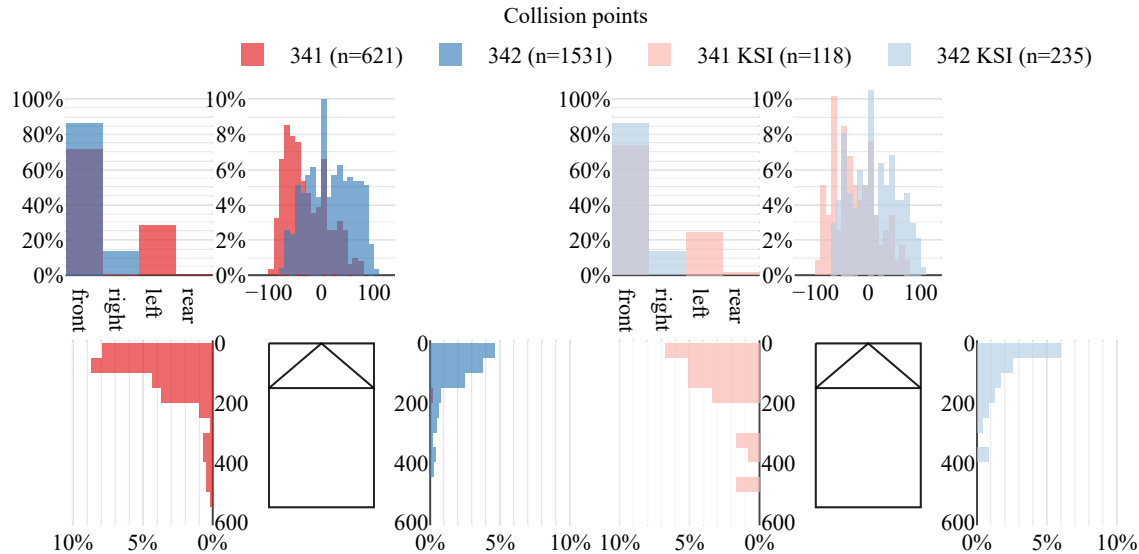 Collision points
341 (n=621) 342 (n=1531) 341 KSI (n=118) 342 KSI (n=235)
100% 10% 100% 10%
80% 8% 80% 8%
60% 6% 60% 6%
40% 4% 40% 4%
20% 2% 20% 2%
0% 0% 0% 0%
front right left rear −100 0 100 front right left rear −100 0 100
0 0 0 0
200 200 200 200
400 400 400 400
600 600 600 600
10% 5% 0% 0% 5% 10% 10% 5% 0% 0% 5% 10%